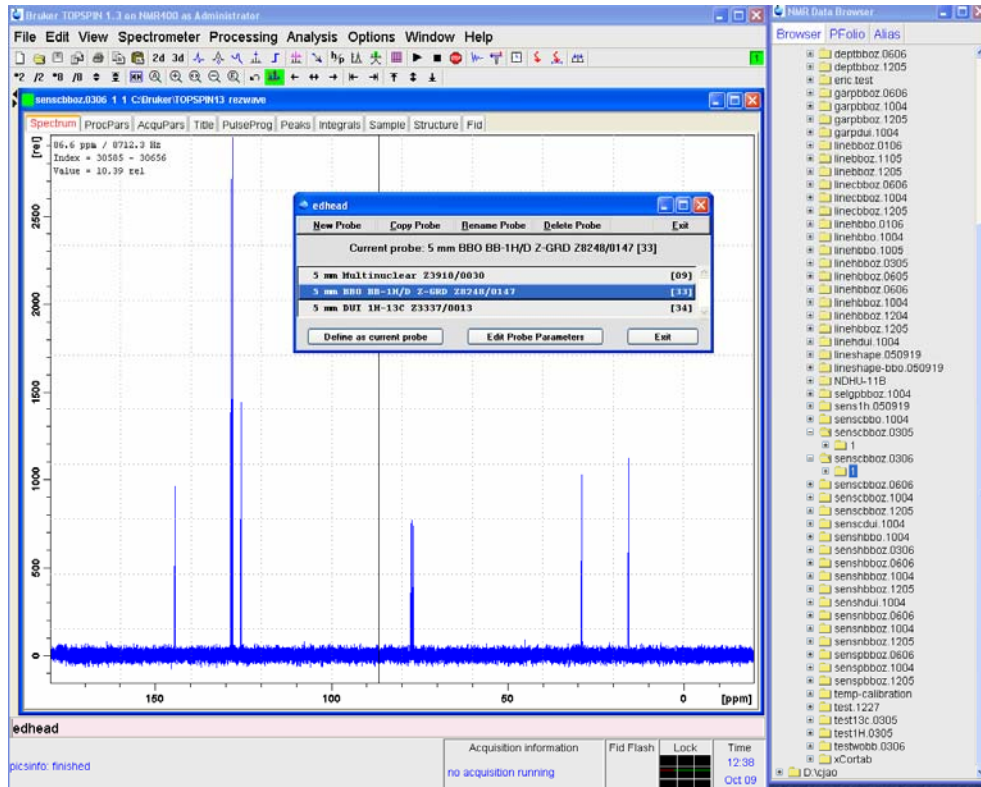 Bruker TOPSPIN 1.3 on NMR400 as Administrator
File Edit View Spectrometer Processing Analysis Options Window Help
2d 3d
*2 /2 *8 /8
1
senscbboz.0306 1 1 C:\Bruker\TOPSPIN13 rezwave
Spectrum ProcPars AcquPars Title PulseProg Peaks Integrals Sample Structure Fid
[rel]
86.6 ppm / 8712.3 Hz
Index = 30585 - 30656
Value = 10.39 rel
2500
2000
1500
1000
500
0
150 100 50 0 [ppm]
edhead
New Probe Copy Probe Rename Probe Delete Probe Exit
Current probe: 5 mm BBO BB-1H/D Z-GRD Z8248/0147 [33]
5 mm Multinuclear Z3910/0030 [09]
5 mm BBO BB-1H/D Z-GRD Z8248/0147 [33]
5 mm DUI 1H-13C Z3337/0013 [34]
Define as current probe Edit Probe Parameters Exit
edhead
picsinfo: finished
Acquisition information
no acquisition running
Fid Flash
Lock
Time
12:38
Oct 09
NMR Data Browser
Browser PFolio Alias
deptbboz.0606
deptbboz.1205
eric.test
garpbboz.0606
garpbboz.1004
garpbboz.1205
garpdui.1004
linebboz.0106
linebboz.1105
linebboz.1205
linecbboz.0606
linecbboz.1004
linecbboz.1205
linehbbo.0106
linehbbo.1004
linehbbo.1005
linehbboz.0305
linehbboz.0605
linehbboz.0606
linehbboz.1004
linehbboz.1204
linehbboz.1205
linehdui.1004
lineshape.050919
lineshape-bbo.050919
NDHU-11B
selgpbboz.1004
sens1h.050919
senscbbo.1004
senscbboz.0305
1
senscbboz.0306
1
senscbboz.0606
senscbboz.1004
senscbboz.1205
senscdui.1004
senshbbo.1004
senshbboz.0306
senshbboz.0606
senshbboz.1004
senshbboz.1205
senshdui.1004
sensnbboz.0606
sensnbboz.1004
sensnbboz.1205
senspbboz.0606
senspbboz.1004
senspbboz.1205
temp-calibration
test.1227
test13c.0305
test1H.0305
testwobb.0306
xCortab
D:\cjao